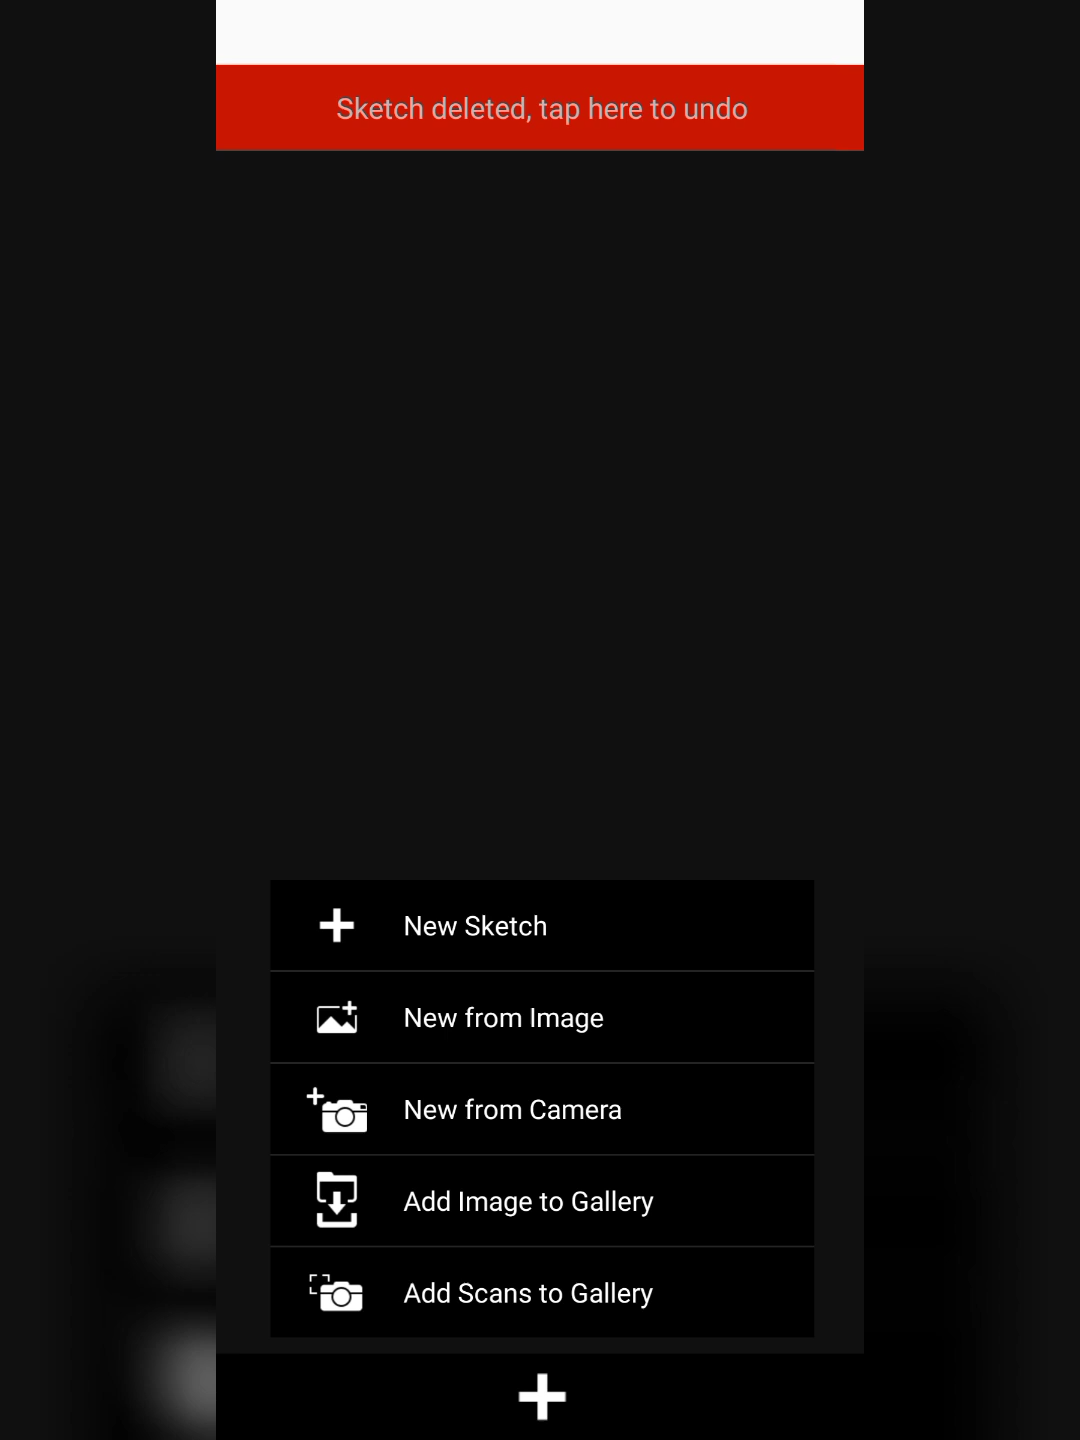 Sketch deleted, tap here to undo
New Sketch
New from Image
New from Camera
Add Image to Gallery
Add Scans to Gallery